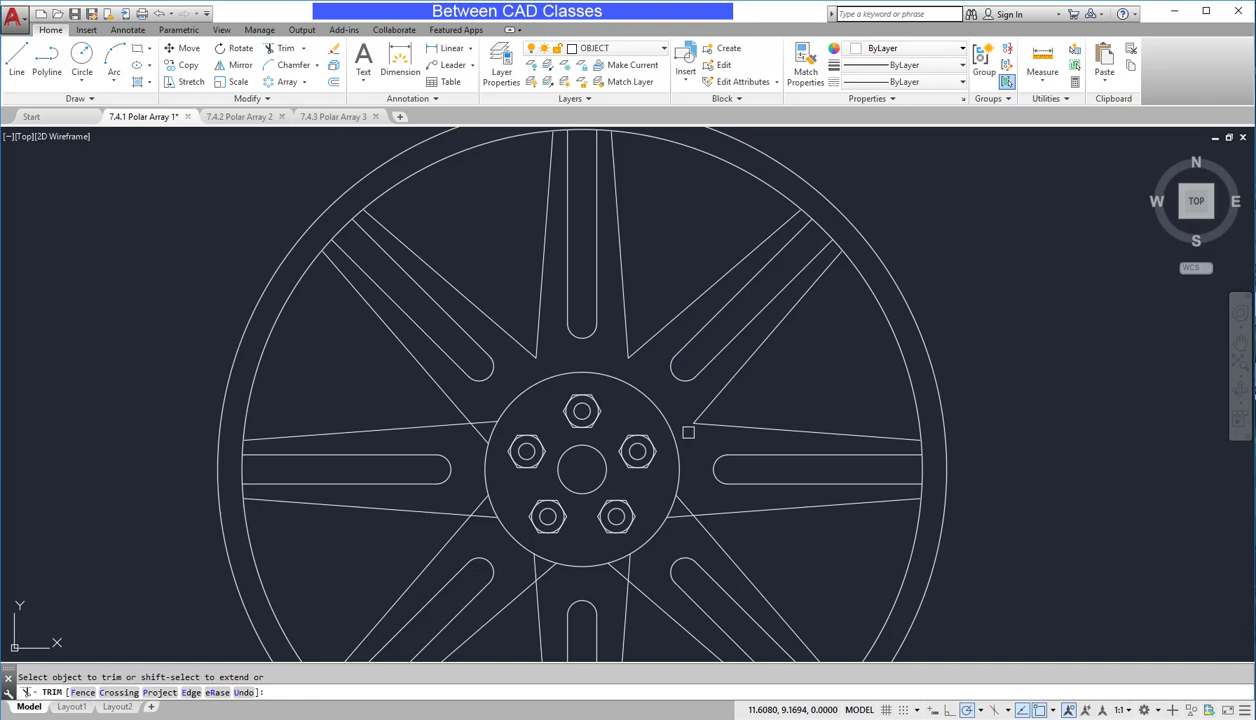 Between CAD Classes
Type a keyword or phrase
Sign In
Home Insert Annotate Parametric View Manage Output Add-ins Collaborate Featured Apps
Line Polyline Circle Arc
Move Rotate Trim
Copy Mirror Chamfer
Stretch Scale Array
Text Dimension
Linear
Leader
Table
Layer Properties
OBJECT
Make Current
Match Layer
Insert
Create
Edit
Edit Attributes
Match Properties
ByLayer
ByLayer
ByLayer
Group
Measure
Paste
Draw Modify Annotation Layers Block Properties Groups Utilities Clipboard
Start 7.4.1 Polar Array 1* 7.4.2 Polar Array 2 7.4.3 Polar Array 3
[−][Top][2D Wireframe]
N
W TOP E
S
WCS
Y
X
Select object to trim or shift-select to extend or
TRIM [Fence Crossing Project Edge eRase Undo]:
Model Layout1 Layout2 +
11.6080, 9.1694, 0.0000 MODEL 1:1